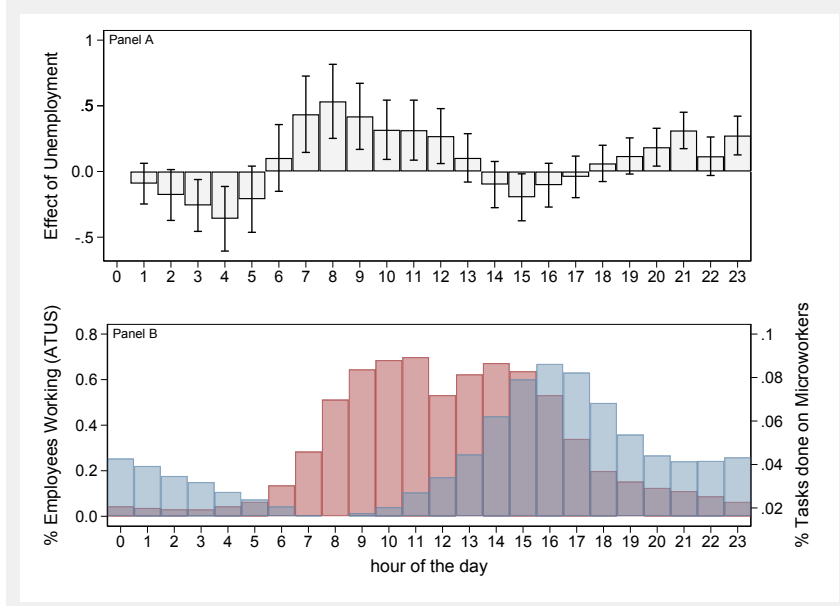 Panel A
Effect of Unemployment
1
.5
0.0
-.5
0 1 2 3 4 5 6 7 8 9 10 11 12 13 14 15 16 17 18 19 20 21 22 23
Panel B
% Employees Working (ATUS)
0.8
0.6
0.4
0.2
0.0
.1
.08
.06
.04
.02
% Tasks done on Microworkers
0 1 2 3 4 5 6 7 8 9 10 11 12 13 14 15 16 17 18 19 20 21 22 23
hour of the day